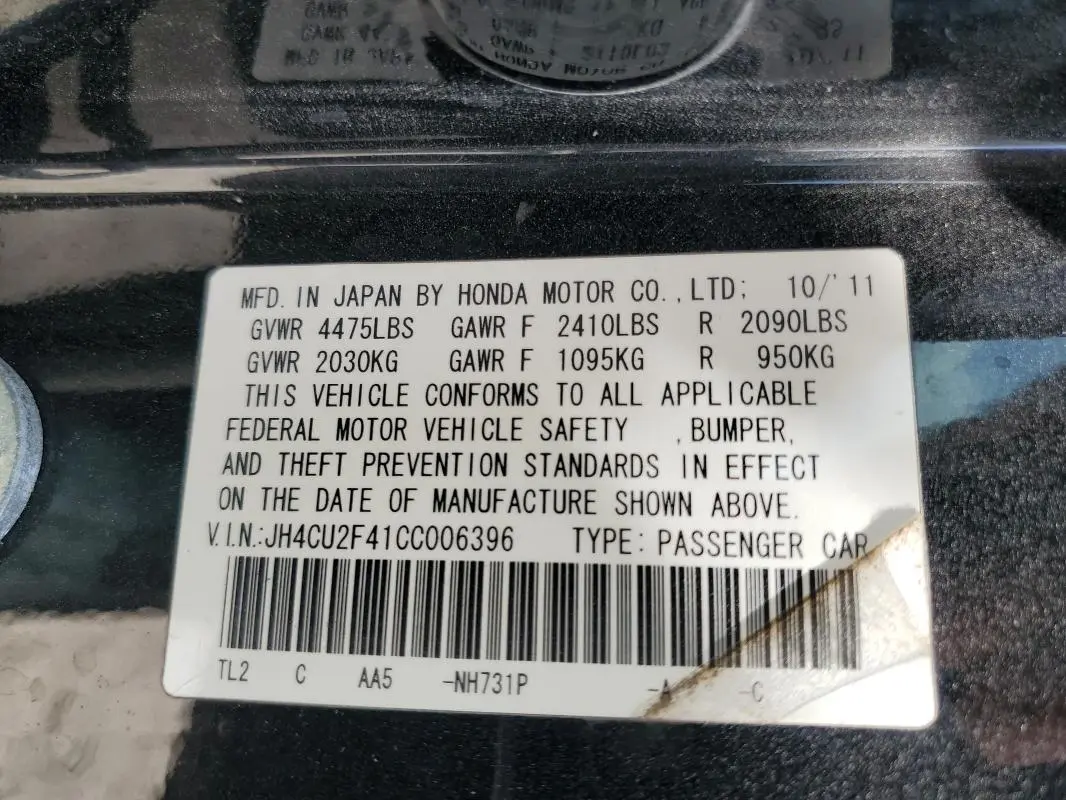 MFD. IN JAPAN BY HONDA MOTOR CO.,LTD; 10/'11
GVWR 4475LBS GAWR F 2410LBS R 2090LBS
GVWR 2030KG GAWR F 1095KG R 950KG
THIS VEHICLE CONFORMS TO ALL APPLICABLE
FEDERAL MOTOR VEHICLE SAFETY ,BUMPER,
AND THEFT PREVENTION STANDARDS IN EFFECT
ON THE DATE OF MANUFACTURE SHOWN ABOVE.
V.I.N.:JH4CU2F41CC006396 TYPE: PASSENGER CAR
TL2 C AA5 -NH731P -A -C